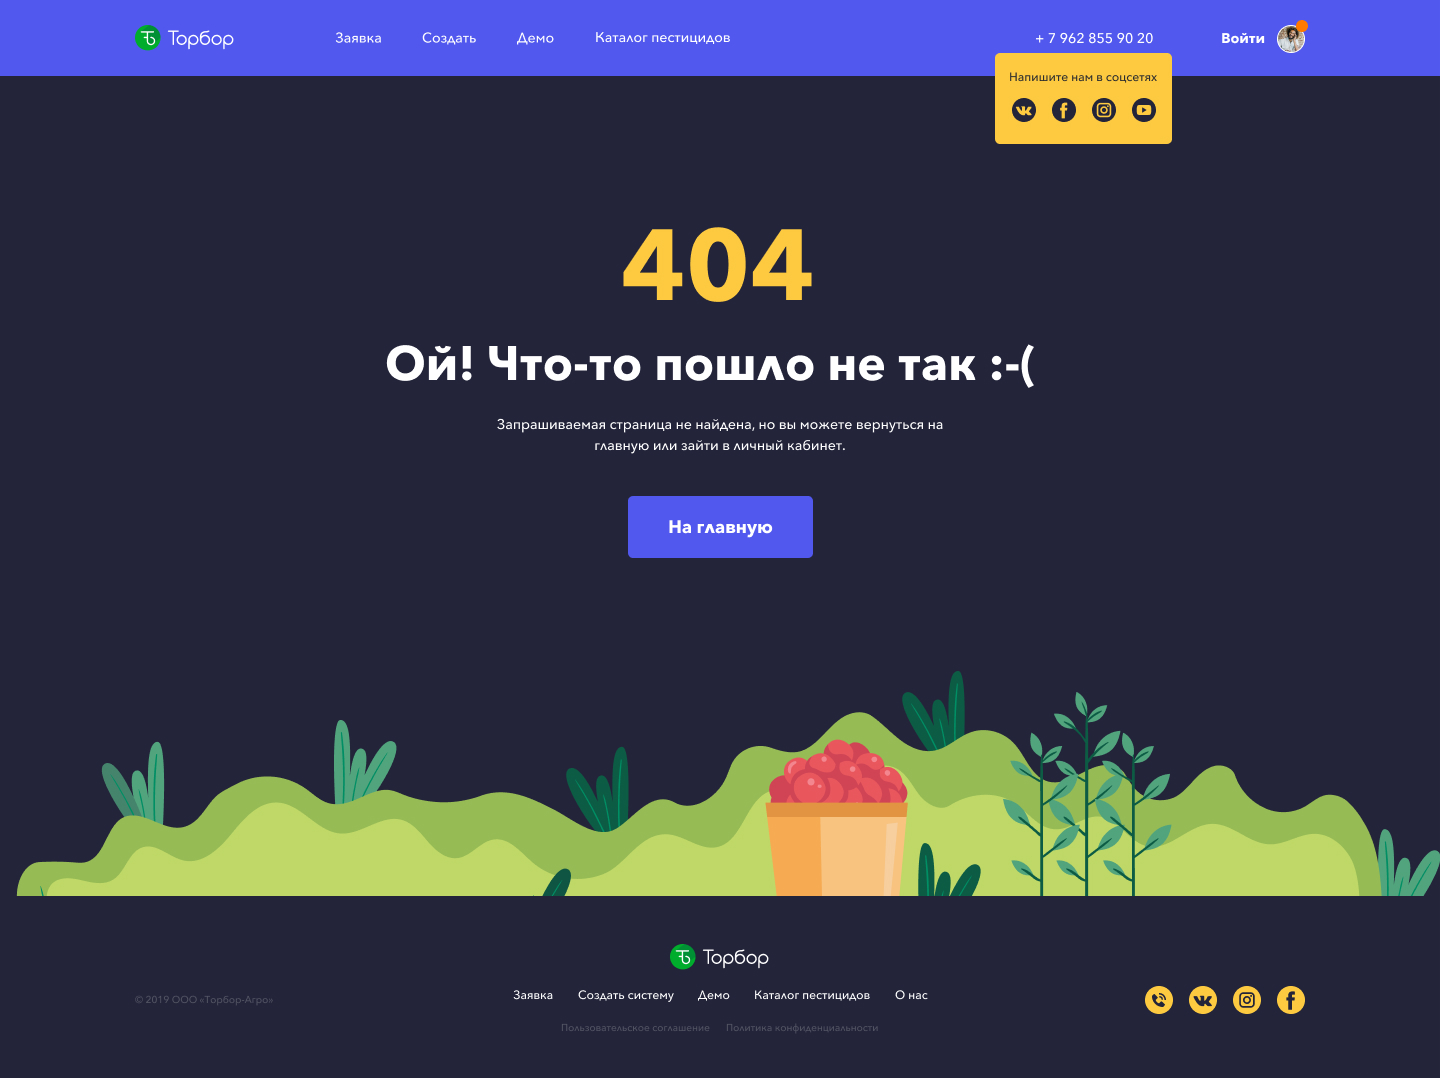 Торбор
Заявка
Создать
Демо
Каталог пестицидов
+ 7 962 855 90 20
Войти
Напишите нам в соцсетях
404
Ой! Что-то пошло не так :-(
Запрашиваемая страница не найдена, но вы можете вернуться на
главную или зайти в личный кабинет.
На главную
Торбор
© 2019 ООО «Торбор-Агро»
Заявка
Создать систему
Демо
Каталог пестицидов
О нас
Пользовательское соглашение
Политика конфиденциальности